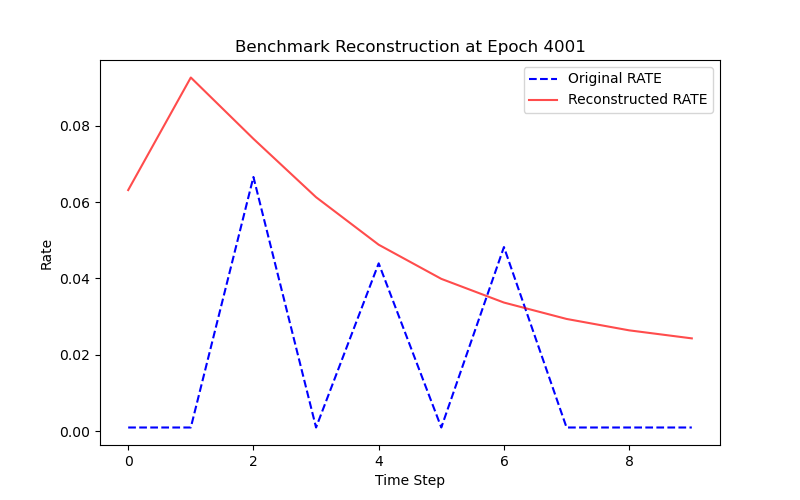 Benchmark Reconstruction at Epoch 4001
Original RATE
Reconstructed RATE
0.08
0.06
0.04
0.02
0.00
Rate
0 2 4 6 8
Time Step